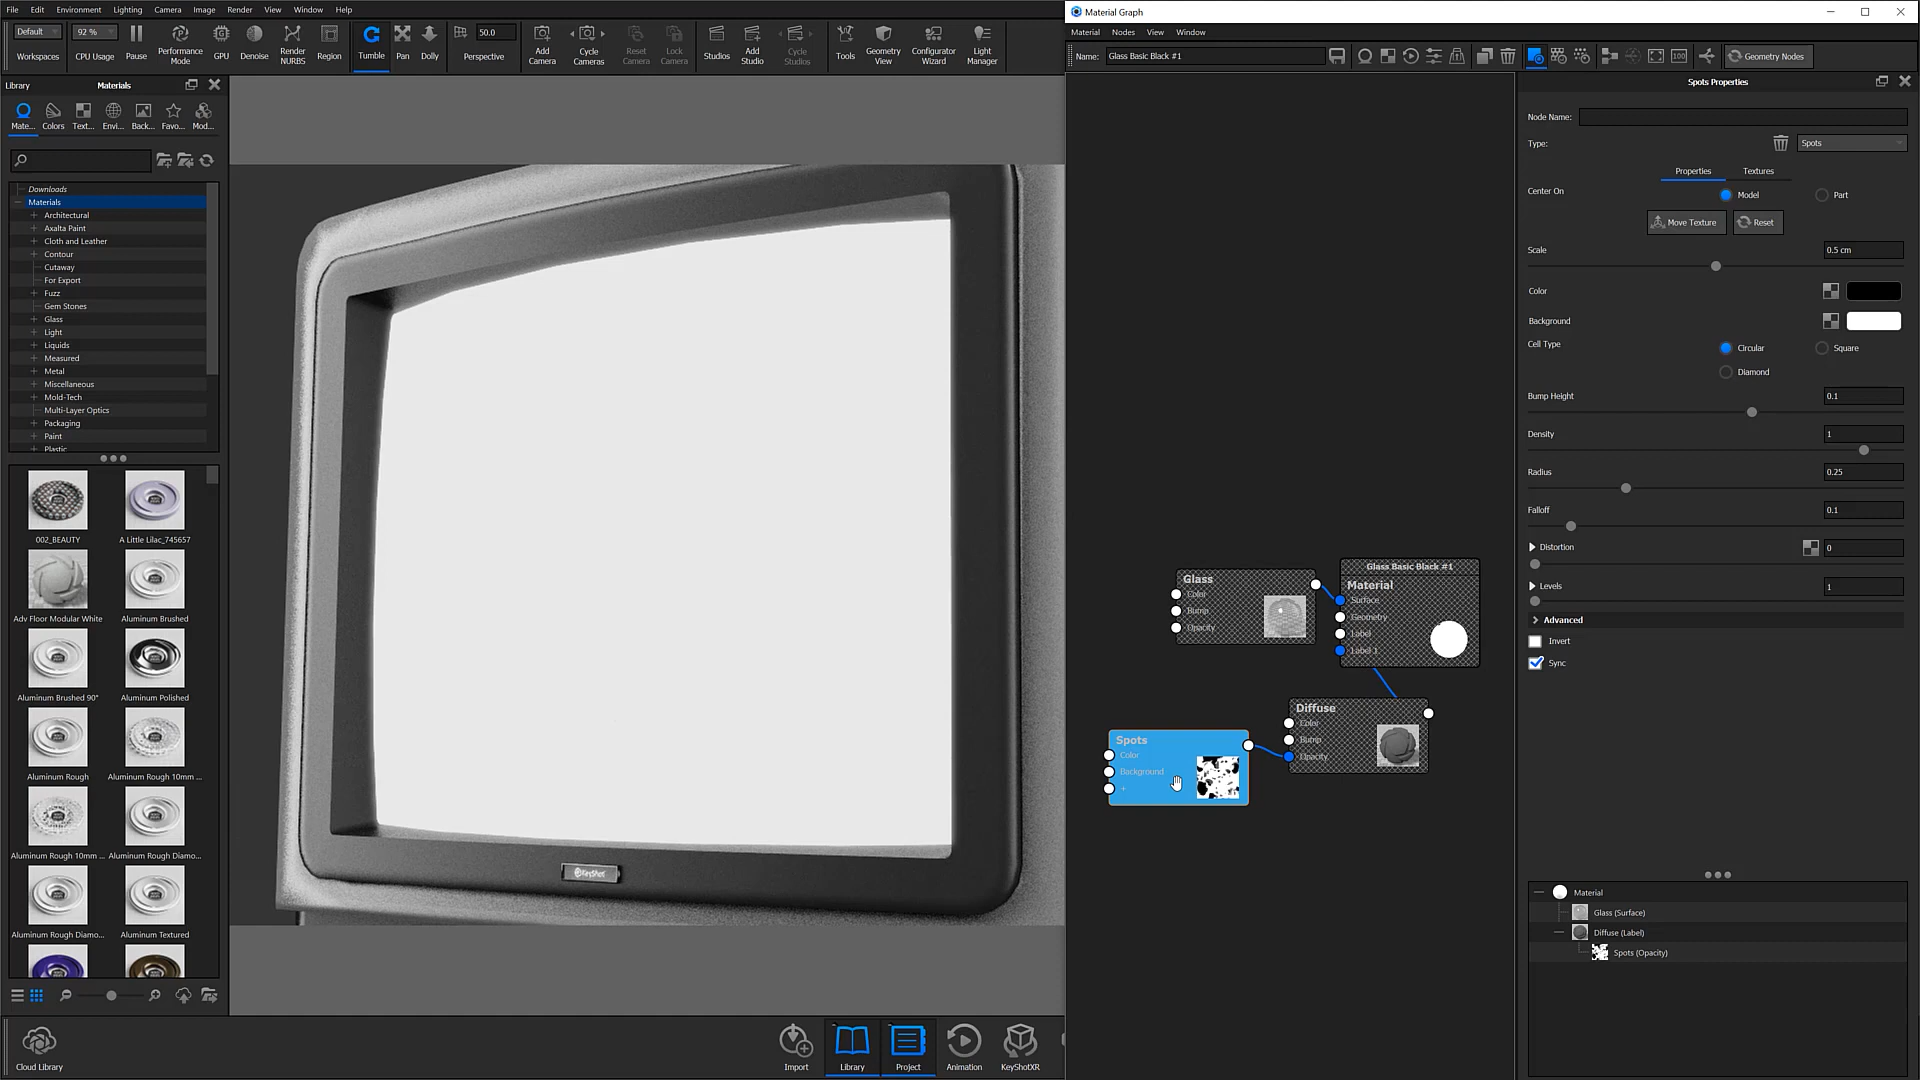 File Edit Environment Lighting Camera Image Render View Window Help
Default
92 %
50.0
Workspaces CPU Usage Pause Performance Mode GPU Denoise Render NURBS Region Tumble Pan Dolly Perspective Add Camera Cycle Cameras Reset Camera Lock Camera Studios Add Studio Cycle Studios Tools Geometry View Configurator Wizard Light Manager
Library Materials
Mate... Colors Text... Envi... Back... Favo... Mod...
Downloads
Materials
Architectural
Axalta Paint
Cloth and Leather
Contour
Cutaway
For Export
Fuzz
Gem Stones
Glass
Light
Liquids
Measured
Metal
Miscellaneous
Mold-Tech
Multi-Layer Optics
Packaging
Paint
Plastic
002_BEAUTY A Little Lilac_745657
Adv Floor Modular White Aluminum Brushed
Aluminum Brushed 90° Aluminum Polished
Aluminum Rough Aluminum Rough 10mm ...
Aluminum Rough 10mm ... Aluminum Rough Diamo...
Aluminum Rough Diamo... Aluminum Textured
Cloud Library
KeyShot
Import Library Project Animation KeyShotXR
Material Graph
Material Nodes View Window
Name: Glass Basic Black #1
100
Geometry Nodes
Glass
Color
Bump
Opacity
Glass Basic Black #1
Material
Surface
Geometry
Label
Label 1
Diffuse
Color
Bump
Opacity
Spots
Color
Background
+
Spots Properties
Node Name:
Type: Spots
Properties Textures
Center On Model Part
Move Texture Reset
Scale 0.5 cm
Color
Background
Cell Type Circular Square
Diamond
Bump Height 0.1
Density 1
Radius 0.25
Falloff 0.1
Distortion 0
Levels 1
Advanced
Invert
Sync
Material
Glass (Surface)
Diffuse (Label)
Spots (Opacity)